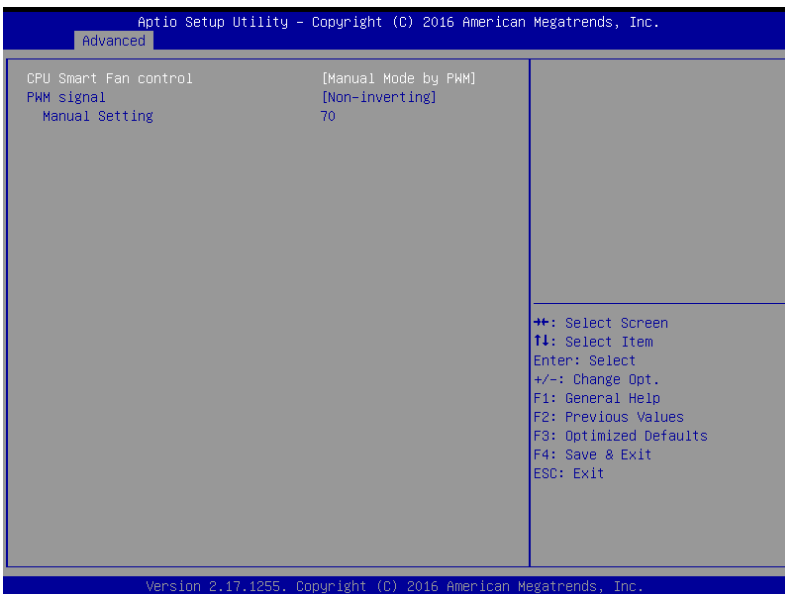 Aptio Setup Utility – Copyright (C) 2016 American Megatrends, Inc.
Advanced
CPU Smart Fan control [Manual Mode by PWM]
PWM signal [Non-inverting]
Manual Setting 70
→←: Select Screen
↑↓: Select Item
Enter: Select
+/-: Change Opt.
F1: General Help
F2: Previous Values
F3: Optimized Defaults
F4: Save & Exit
ESC: Exit
Version 2.17.1255. Copyright (C) 2016 American Megatrends, Inc.